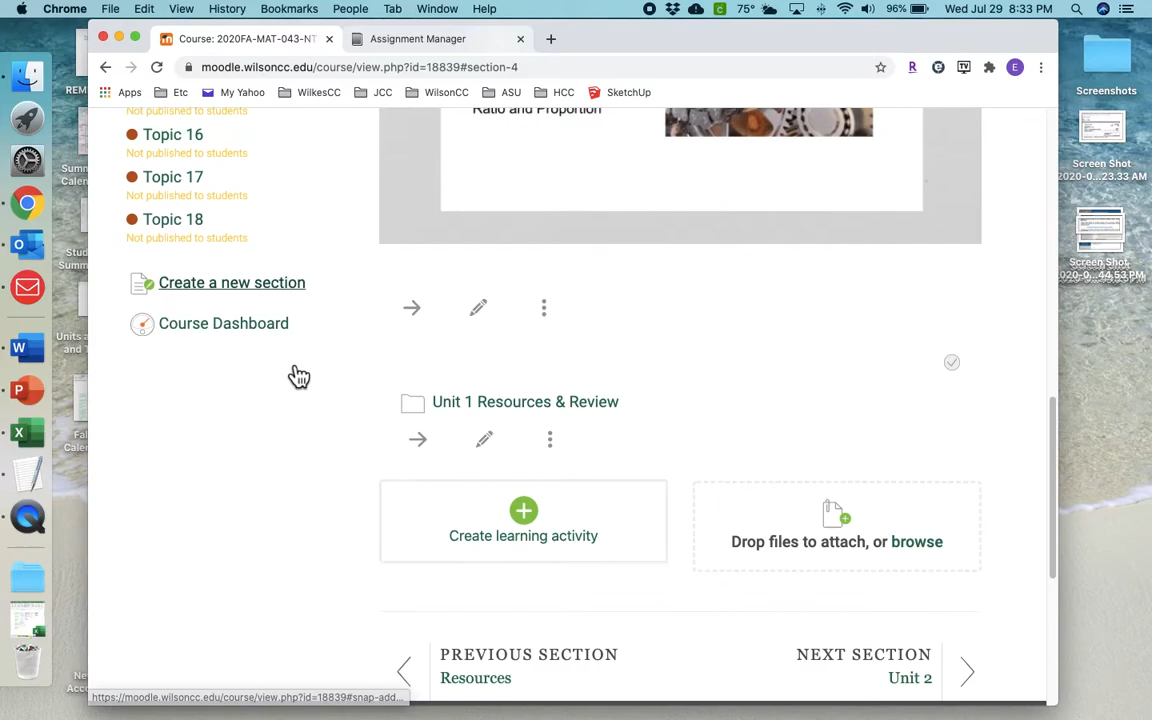 Chrome File Edit View History Bookmarks People Tab Window Help 75° 96% Wed Jul 29 8:33 PM
Course: 2020FA-MAT-043-NT × Assignment Manager × +
moodle.wilsoncc.edu/course/view.php?id=18839#section-4
Apps Etc My Yahoo WilkesCC JCC WilsonCC ASU HCC SketchUp
Screenshots
Screen Shot
2020-0...23.33 AM
Screen Shot
2020-0...44.53 PM
Not published to students
Topic 16
Not published to students
Topic 17
Not published to students
Topic 18
Not published to students
Create a new section
Course Dashboard
Ratio and Proportion
Unit 1 Resources & Review
Create learning activity
Drop files to attach, or browse
PREVIOUS SECTION
Resources
NEXT SECTION
Unit 2
https://moodle.wilsoncc.edu/course/view.php?id=18839#snap-add...